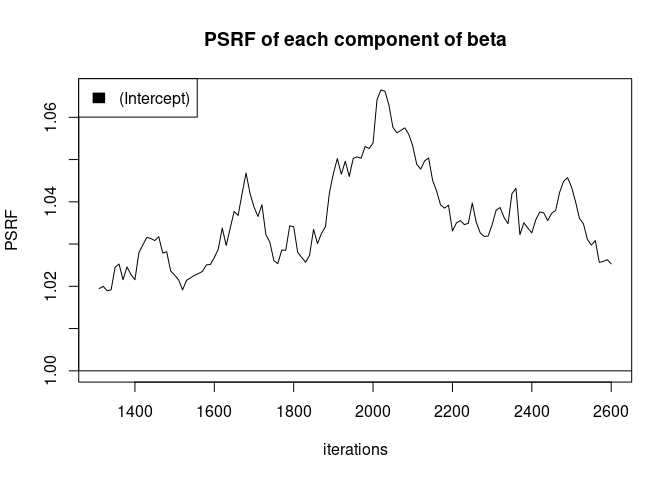 PSRF of each component of beta
(Intercept)
PSRF
1.06
1.04
1.02
1.00
1400 1600 1800 2000 2200 2400 2600
iterations